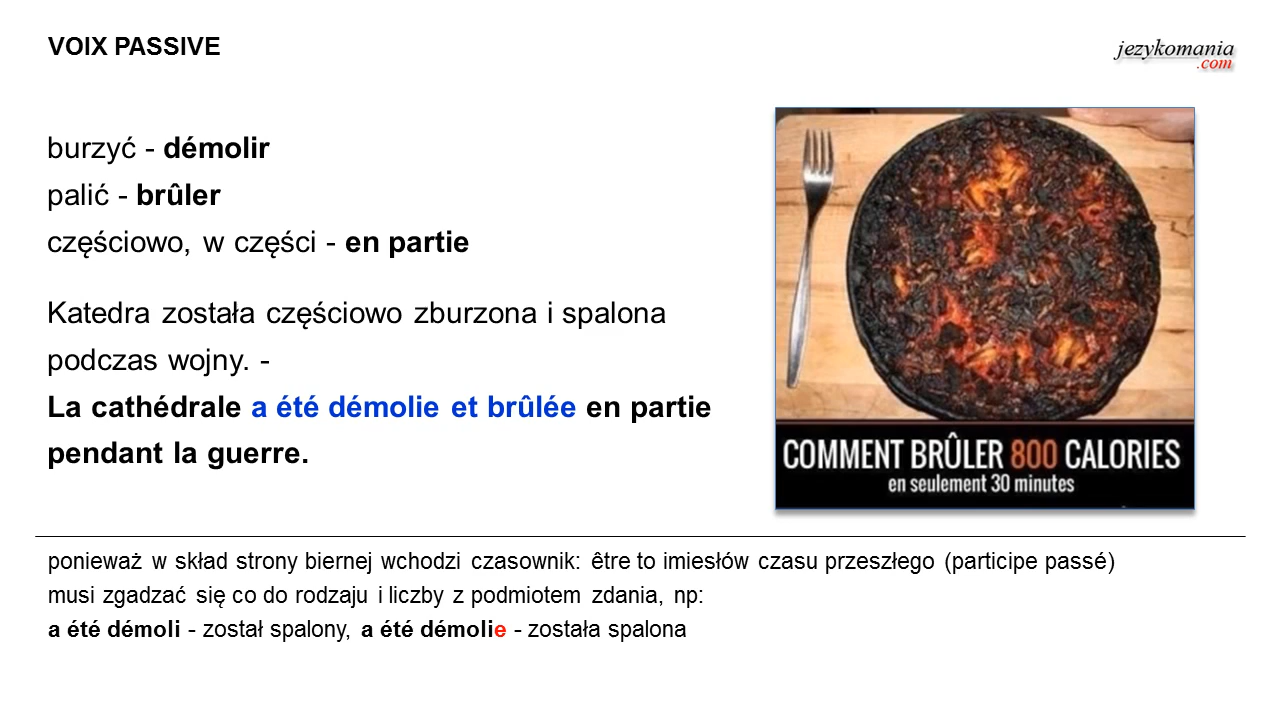 VOIX PASSIVE
jezykomania
.com
burzyć - démolir
palić - brûler
częściowo, w części - en partie
Katedra została częściowo zburzona i spalona
podczas wojny. -
La cathédrale a été démolie et brûlée en partie
pendant la guerre.
COMMENT BRÛLER 800 CALORIES
en seulement 30 minutes
ponieważ w skład strony biernej wchodzi czasownik: être to imiesłów czasu przeszłego (participe passé)
musi zgadzać się co do rodzaju i liczby z podmiotem zdania, np:
a été démoli - został spalony, a été démolie - została spalona